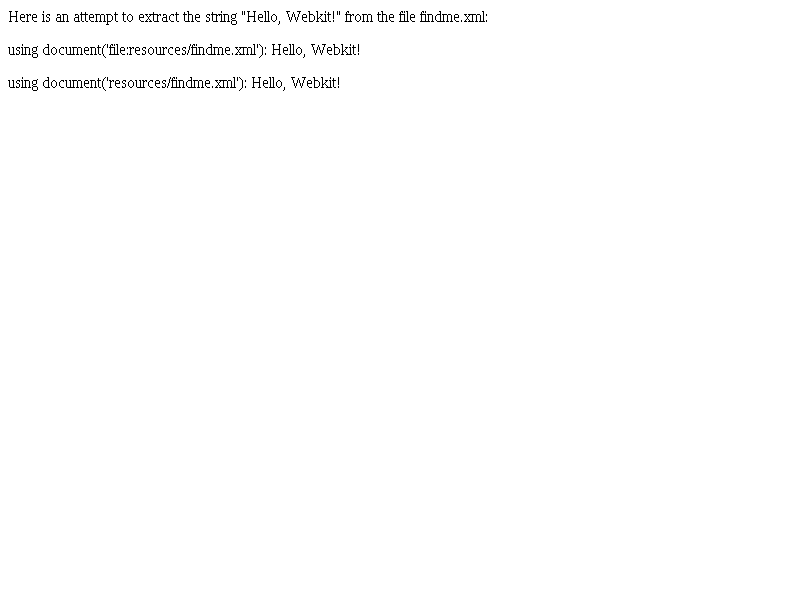 Here is an attempt to extract the string "Hello, Webkit!" from the file findme.xml:
using document('file:resources/findme.xml'): Hello, Webkit!
using document('resources/findme.xml'): Hello, Webkit!